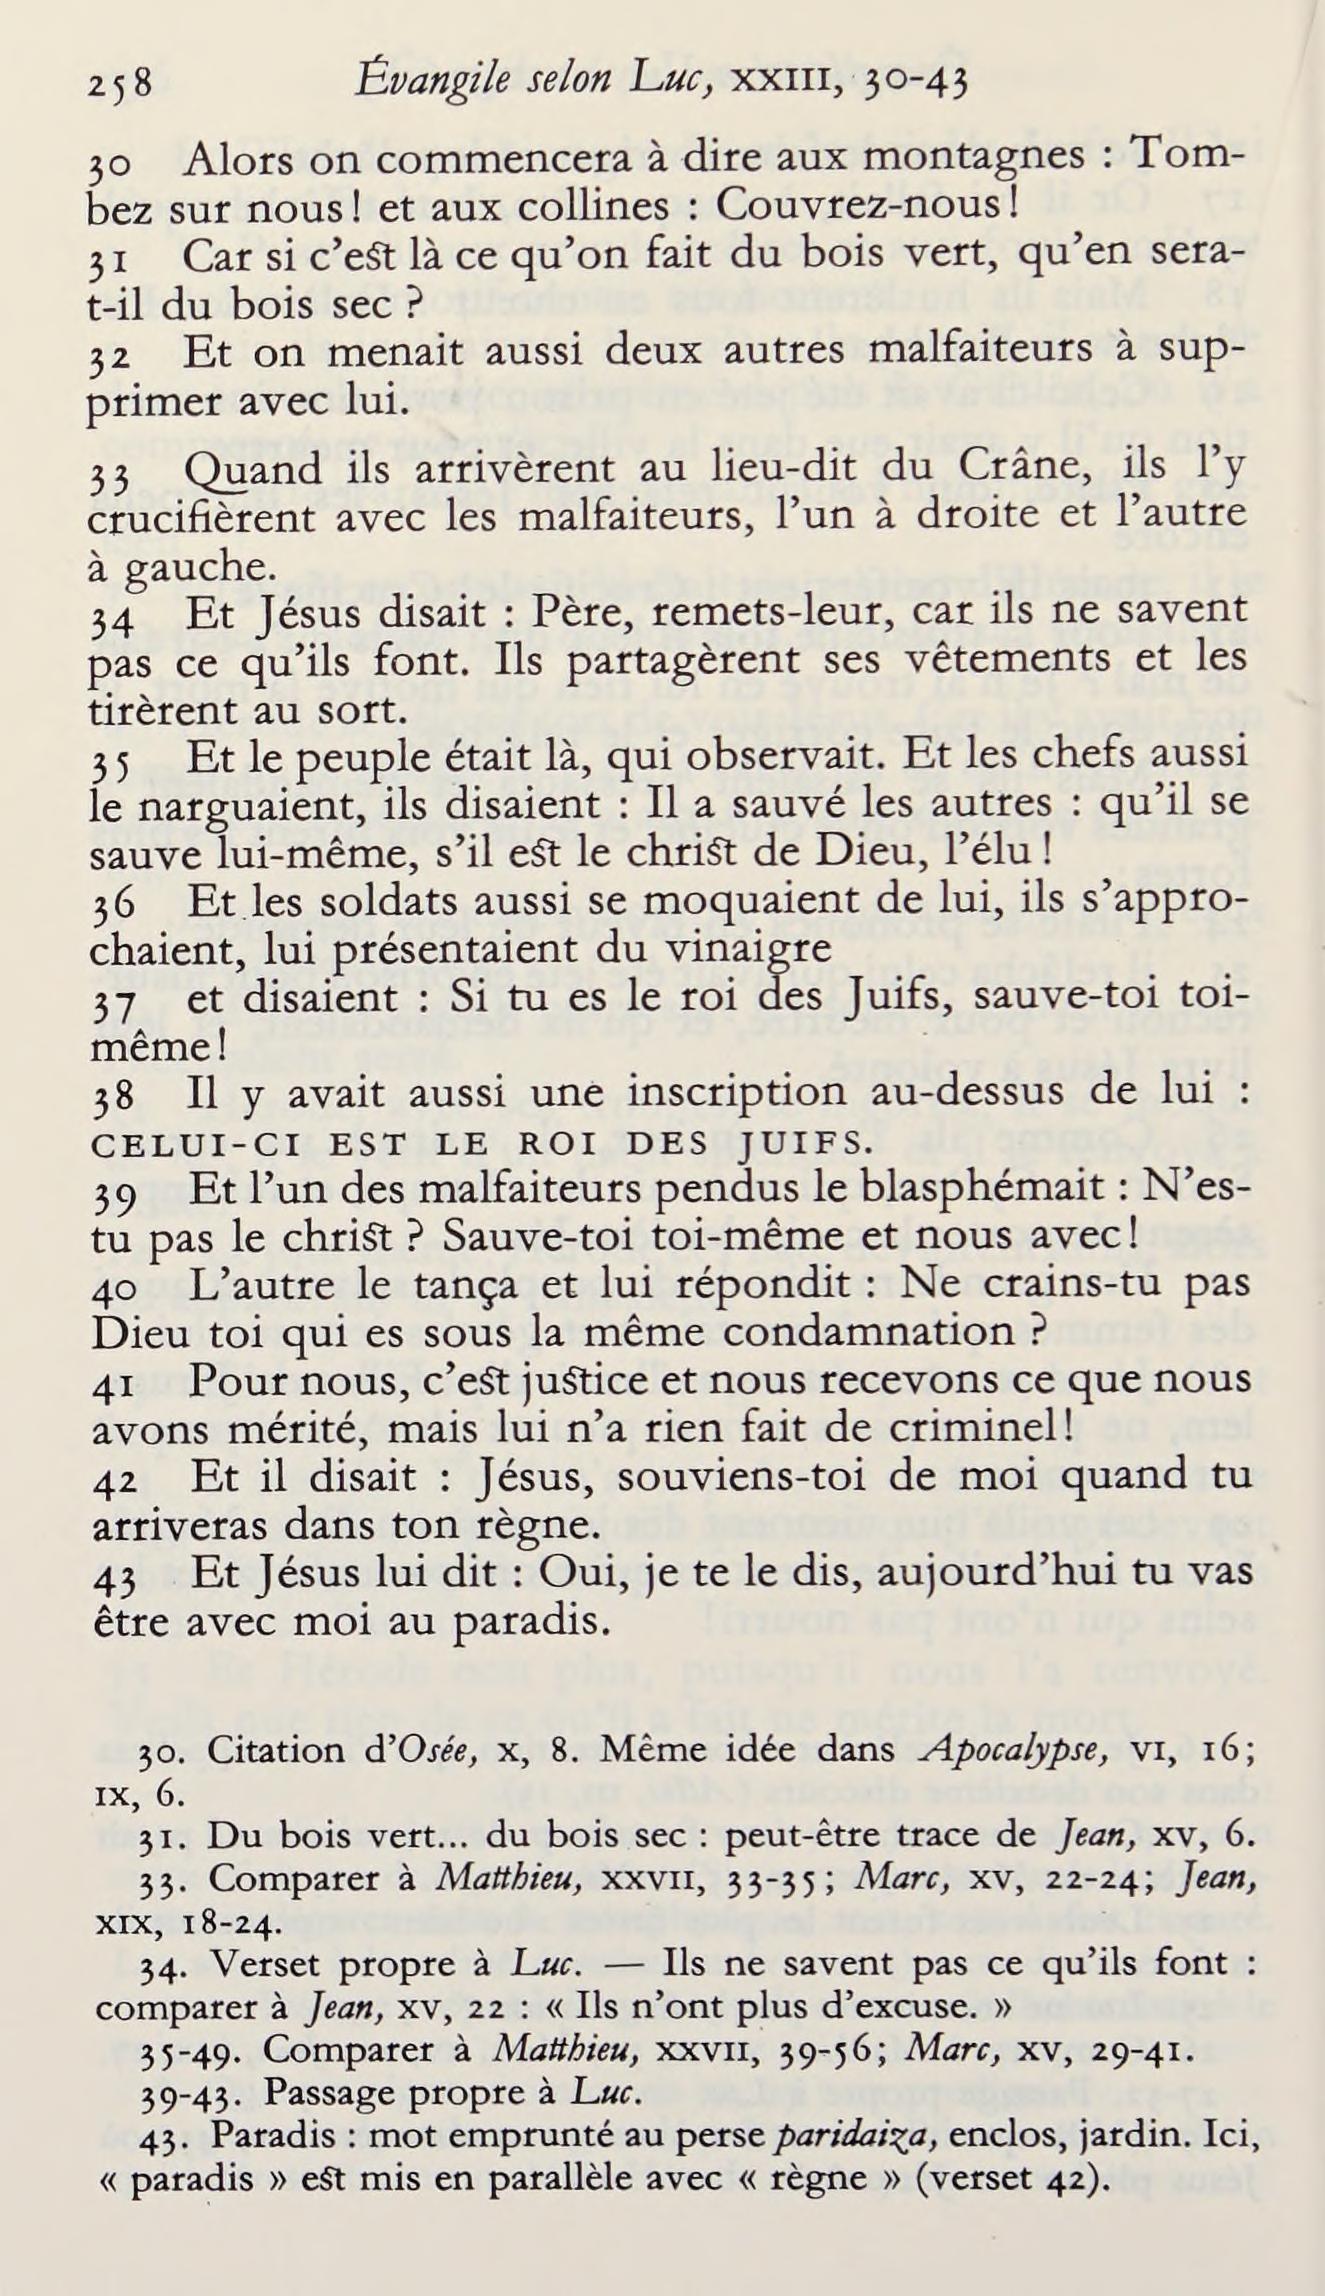 258 Évangile selon Luc, XXIII, 30-43
30 Alors on commencera à dire aux montagnes : Tom-
bez sur nous! et aux collines : Couvrez-nous!
31 Car si c'est là ce qu'on fait du bois vert, qu'en sera-
t-il du bois sec ?
32 Et on menait aussi deux autres malfaiteurs à sup-
primer avec lui.
33 Quand ils arrivèrent au lieu-dit du Crâne, ils l'y
crucifièrent avec les malfaiteurs, l'un à droite et l'autre
à gauche.
34 Et Jésus disait : Père, remets-leur, car ils ne savent
pas ce qu'ils font. Ils partagèrent ses vêtements et les
tirèrent au sort.
35 Et le peuple était là, qui observait. Et les chefs aussi
le narguaient, ils disaient : Il a sauvé les autres : qu'il se
sauve lui-même, s'il est le christ de Dieu, l'élu !
36 Et les soldats aussi se moquaient de lui, ils s'appro-
chaient, lui présentaient du vinaigre
37 et disaient : Si tu es le roi des Juifs, sauve-toi toi-
même!
38 Il y avait aussi une inscription au-dessus de lui :
CELUI-CI EST LE ROI DES JUIFS.
39 Et l'un des malfaiteurs pendus le blasphémait : N'es-
tu pas le christ ? Sauve-toi toi-même et nous avec!
40 L'autre le tança et lui répondit : Ne crains-tu pas
Dieu toi qui es sous la même condamnation ?
41 Pour nous, c'est justice et nous recevons ce que nous
avons mérité, mais lui n'a rien fait de criminel!
42 Et il disait : Jésus, souviens-toi de moi quand tu
arriveras dans ton règne.
43 Et Jésus lui dit : Oui, je te le dis, aujourd'hui tu vas
être avec moi au paradis.
30. Citation d'Osée, X, 8. Même idée dans Apocalypse, VI, 16;
IX, 6.
31. Du bois vert... du bois sec : peut-être trace de Jean, XV, 6.
33. Comparer à Matthieu, XXVII, 33-35; Marc, XV, 22-24; Jean,
XIX, 18-24.
34. Verset propre à Luc. — Ils ne savent pas ce qu'ils font :
comparer à Jean, XV, 22 : « Ils n'ont plus d'excuse. »
35-49. Comparer à Matthieu, XXVII, 39-56; Marc, XV, 29-41.
39-43. Passage propre à Luc.
43. Paradis : mot emprunté au perse paridaiza, enclos, jardin. Ici,
« paradis » est mis en parallèle avec « règne » (verset 42).